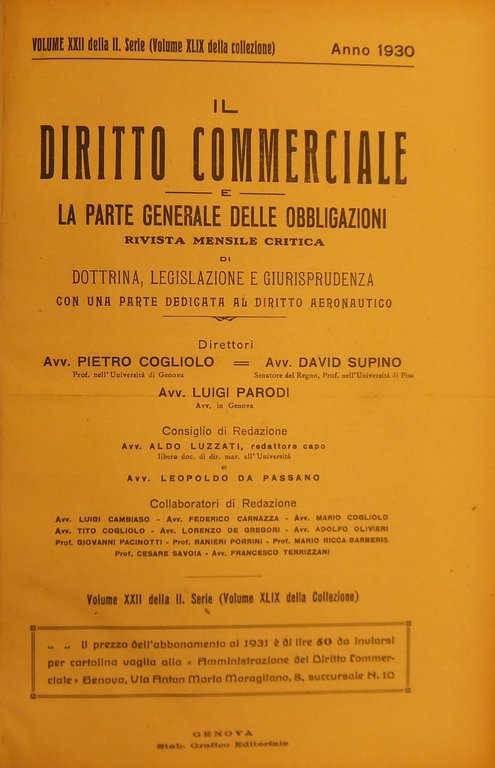 VOLUME XXII della II. Serie (Volume XLIX della collezione) Anno 1930
IL
DIRITTO COMMERCIALE
E
LA PARTE GENERALE DELLE OBBLIGAZIONI
RIVISTA MENSILE CRITICA
DI
DOTTRINA, LEGISLAZIONE E GIURISPRUDENZA
CON UNA PARTE DEDICATA AL DIRITTO AERONAUTICO
Direttori
Avv. PIETRO COGLIOLO = Avv. DAVID SUPINO
Prof. nell'Università di Genova Senatore del Regno, Prof. nell'Università di Pisa
Avv. LUIGI PARODI
Avv. in Genova
Consiglio di Redazione
Avv. ALDO LUZZATI, redattore capo
libero doc. di dir. mar. all'Università
e
Avv. LEOPOLDO DA PASSANO
Collaboratori di Redazione
Avv. LUIGI CAMBIASO - Avv. FEDERICO CARNAZZA - Avv. MARIO COGLIOLO
Avv. TITO COGLIOLO - Avv. LORENZO DE GREGORI - Avv. ADOLFO OLIVIERI
Prof. GIOVANNI PACINOTTI - Prof. RANIERI PORRINI - Prof. MARIO RICCA-BARBERIS
Prof. CESARE SAVOIA - Avv. FRANCESCO TERRIZZANI
Volume XXII della II. Serie (Volume XLIX della Collezione)
.. .. Il prezzo dell'abbonamento al 1931 è di lire 50 da inviarsi
per cartolina vaglia alla « Amministrazione del Diritto Commer-
ciale » Genova, Via Anton Maria Maragliano, 8, succursale N. 10
GENOVA
Stab. Grafico Editoriale